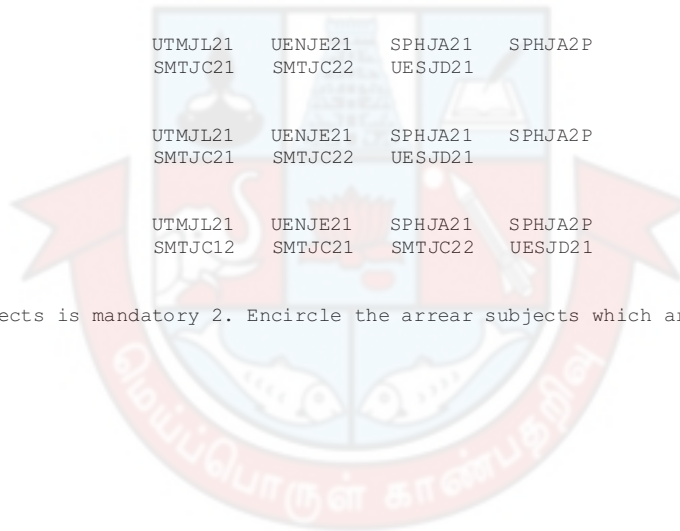 UTMJL21 UENJE21 SPHJA21 SPHJA2P
SMTJC21 SMTJC22 UESJD21
UTMJL21 UENJE21 SPHJA21 SPHJA2P
SMTJC21 SMTJC22 UESJD21
UTMJL21 UENJE21 SPHJA21 SPHJA2P
SMTJC12 SMTJC21 SMTJC22 UESJD21
ects is mandatory 2. Encircle the arrear subjects which ar
மெய்ப்பொருள் காண்பதறிவு